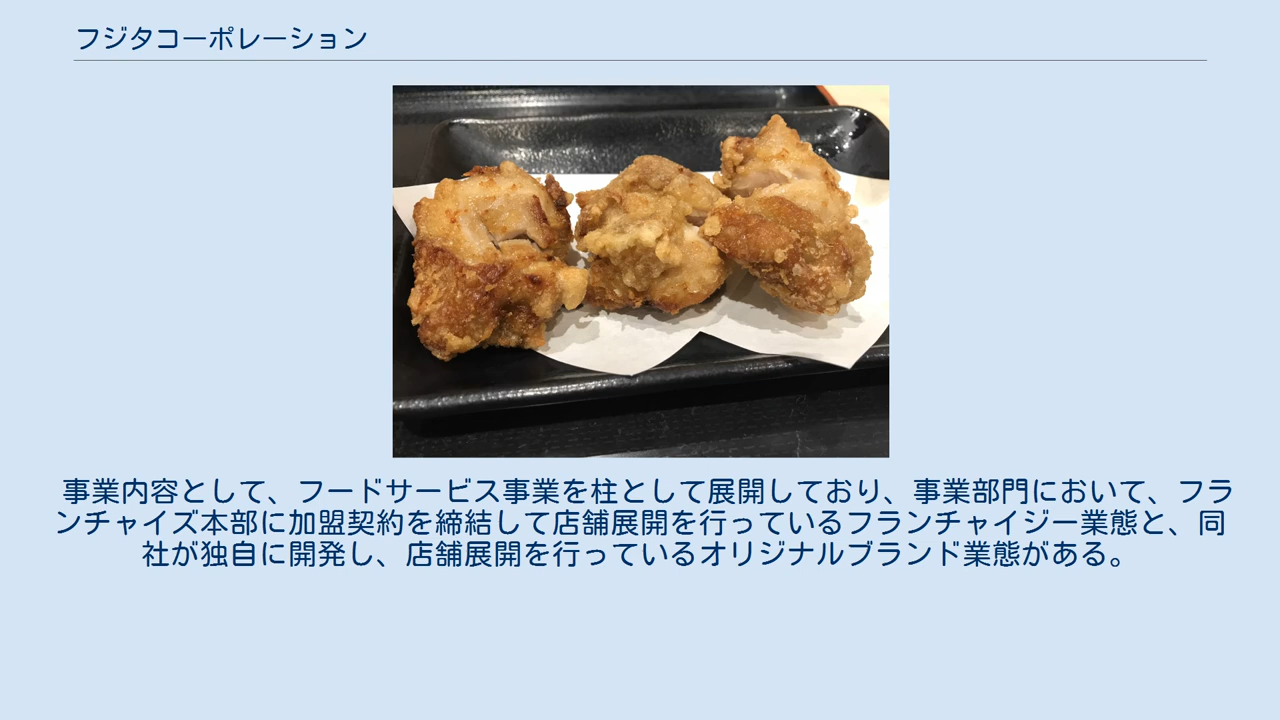 フジタコーポレーション
事業内容として、フードサービス事業を柱として展開しており、事業部門において、フラ
ンチャイズ本部に加盟契約を締結して店舗展開を行っているフランチャイジー業態と、同
社が独自に開発し、店舗展開を行っているオリジナルブランド業態がある。